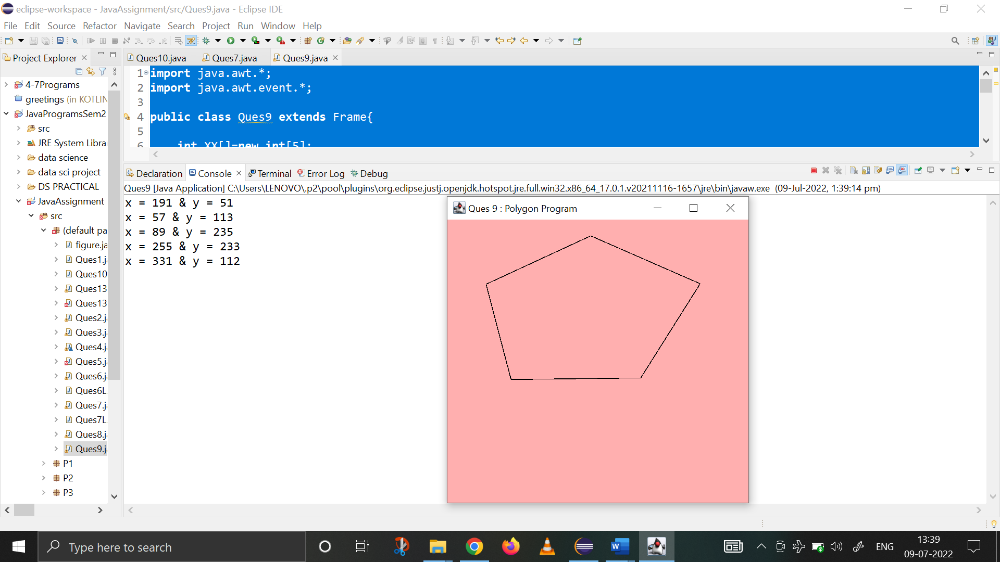 eclipse-workspace - JavaAssignment/src/Ques9.java - Eclipse IDE
File Edit Source Refactor Navigate Search Project Run Window Help
Project Explorer
Ques10.java Ques7.java Ques9.java
4-7Programs
greetings (in KOTLIN
JavaProgramsSem2
src
JRE System Libra
data science
data sci project
DS PRACTICAL
JavaAssignment
src
(default pa
figure.ja
Ques1.j
Ques10
Ques13
Ques13
Ques2.j
Ques3.j
Ques4.j
Ques5.j
Ques6.j
Ques6L.
Ques7.j
Ques7L.
Ques8.j
Ques9.j
P1
P2
P3
1 import java.awt.*;
2 import java.awt.event.*;
3
4 public class Ques9 extends Frame{
5
6 int XX[]=new int[5];
Declaration Console Terminal Error Log Debug
Ques9 [Java Application] C:\Users\LENOVO\.p2\pool\plugins\org.eclipse.justj.openjdk.hotspot.jre.full.win32.x86_64_17.0.1.v20211116-1657\jre\bin\javaw.exe (09-Jul-2022, 1:39:14 pm)
x = 191 & y = 51
x = 57 & y = 113
x = 89 & y = 235
x = 255 & y = 233
x = 331 & y = 112
Ques 9 : Polygon Program
Type here to search
W
ENG
13:39
09-07-2022